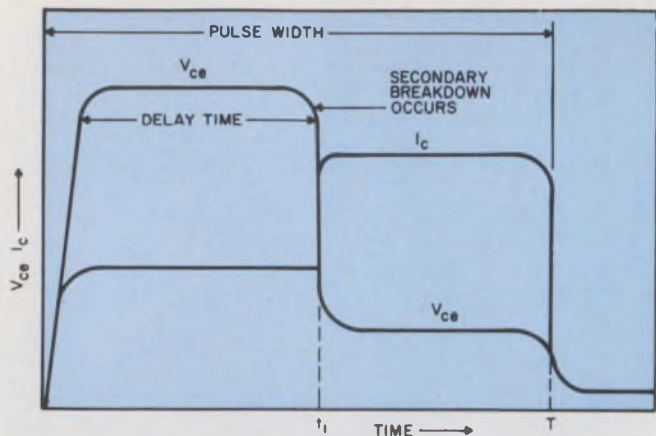 PULSE WIDTH
Vce
SECONDARY
BREAKDOWN
OCCURS
DELAY TIME
Ic
Vce Ic
Vce
t1
TIME
T